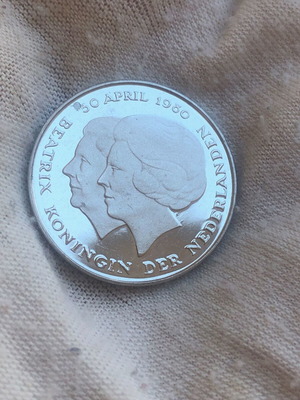 BEATRIX
30 APRIL 1980
KONINGIN DER NEDERLANDEN